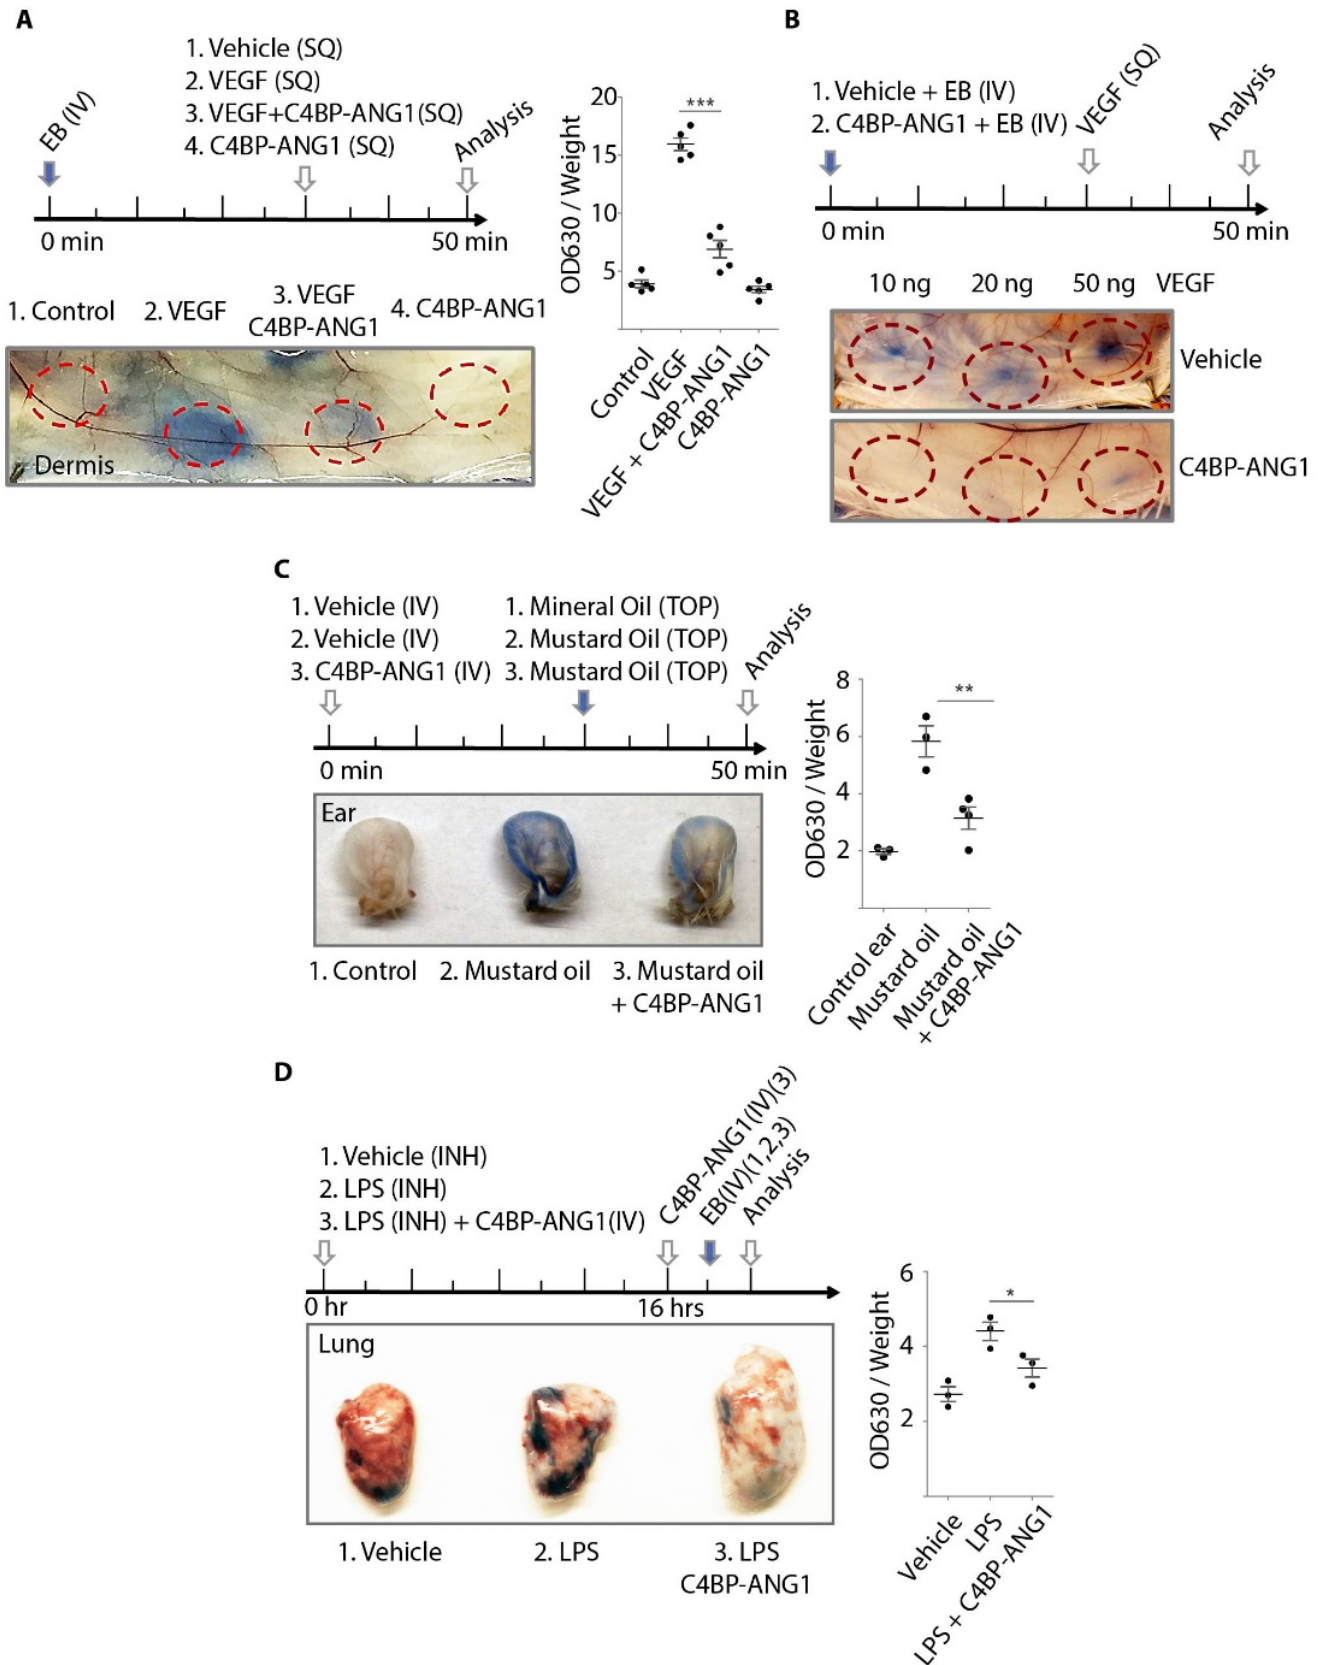 A
1. Vehicle (SQ)
2. VEGF (SQ)
3. VEGF+C4BP-ANG1(SQ)
4. C4BP-ANG1 (SQ)
EB (IV)
Analysis
0 min
50 min
1. Control
2. VEGF
3. VEGF
C4BP-ANG1
4. C4BP-ANG1
Dermis
OD630 / Weight
20
15
10
5
***
Control
VEGF
VEGF + C4BP-ANG1
C4BP-ANG1
B
1. Vehicle + EB (IV)
2. C4BP-ANG1 + EB (IV)
VEGF (SQ)
Analysis
0 min
50 min
10 ng
20 ng
50 ng
VEGF
Vehicle
C4BP-ANG1
C
1. Vehicle (IV)
2. Vehicle (IV)
3. C4BP-ANG1 (IV)
1. Mineral Oil (TOP)
2. Mustard Oil (TOP)
3. Mustard Oil (TOP)
Analysis
0 min
50 min
Ear
1. Control
2. Mustard oil
3. Mustard oil
+ C4BP-ANG1
OD630 / Weight
8
6
4
2
**
Control ear
Mustard oil
Mustard oil
+ C4BP-ANG1
D
1. Vehicle (INH)
2. LPS (INH)
3. LPS (INH) + C4BP-ANG1(IV)
C4BP-ANG1(IV)(3)
EB(IV)(1,2,3)
Analysis
0 hr
16 hrs
Lung
1. Vehicle
2. LPS
3. LPS
C4BP-ANG1
OD630 / Weight
6
4
2
*
Vehicle
LPS
LPS + C4BP-ANG1